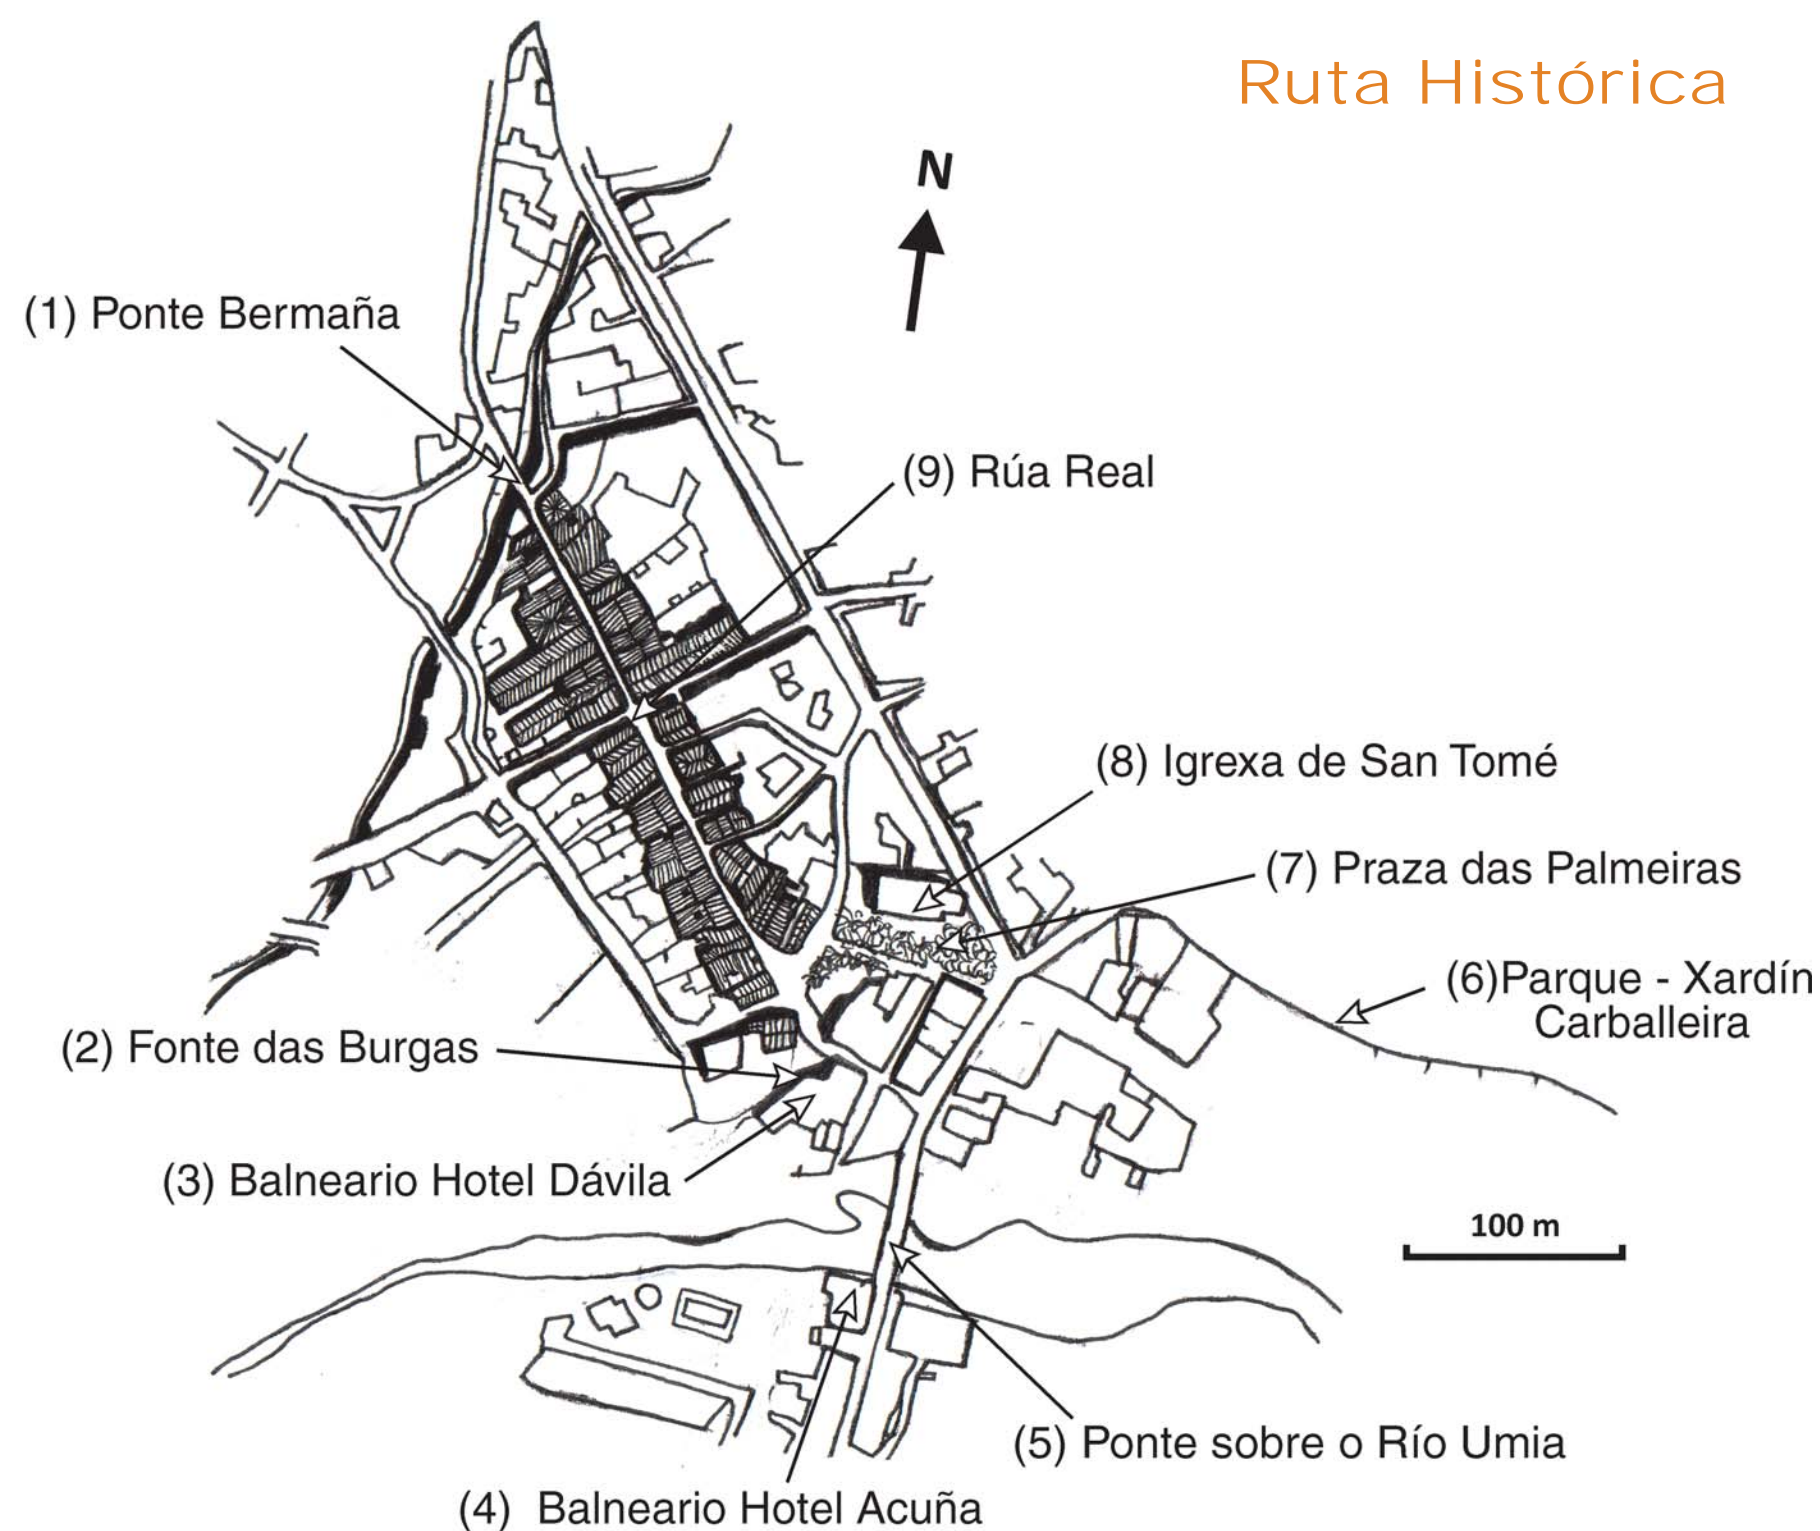 Ruta Histórica
N
(1) Ponte Bermaña
(9) Rúa Real
(8) Igrexa de San Tomé
(7) Praza das Palmeiras
(6)Parque - Xardín
Carballeira
(2) Fonte das Burgas
(3) Balneario Hotel Dávila
100 m
(5) Ponte sobre o Río Umia
(4) Balneario Hotel Acuña